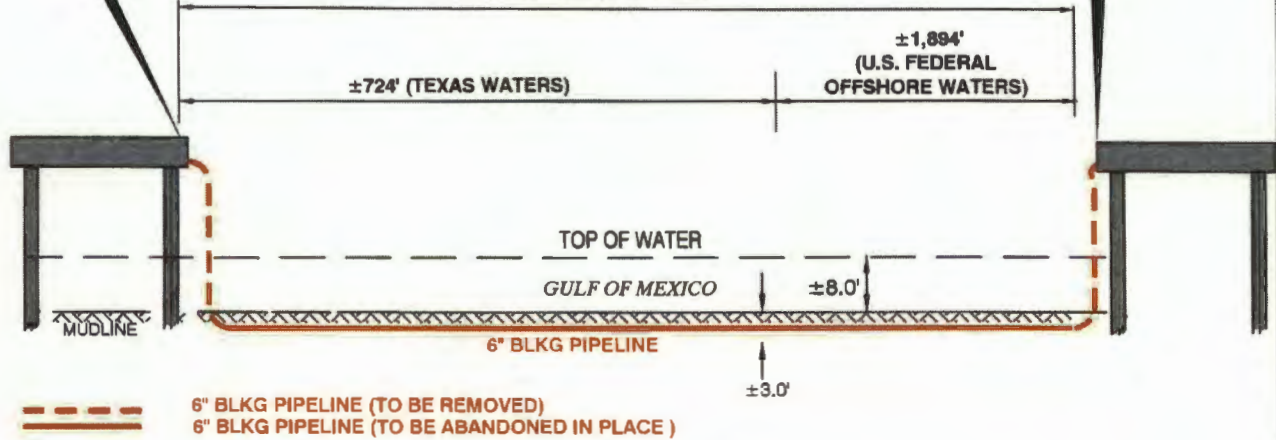 ±1,894'
(U.S. FEDERAL
OFFSHORE WATERS)
±724' (TEXAS WATERS)
TOP OF WATER
GULF OF MEXICO
±8.0'
MUDLINE
6" BLKG PIPELINE
±3.0'
6" BLKG PIPELINE (TO BE REMOVED)
6" BLKG PIPELINE (TO BE ABANDONED IN PLACE )